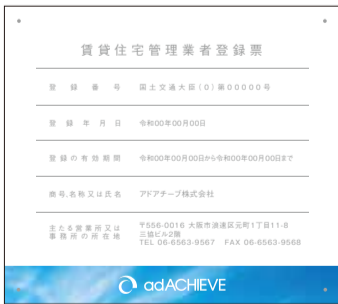 賃貸住宅管理業者登録票
登録番号 国土交通大臣(0)第00000号
登録年月日 令和00年00月00日
登録の有効期間 令和00年00月00日から令和00年00月00日まで
商号,名称又は氏名 アドアチーブ株式会社
主たる営業所又は 〒556-0016 大阪市浪速区元町1丁目11-8
事務所の所在地 三協ビル2階
TEL 06-6563-9567 FAX 06-6563-9568
adACHIEVE